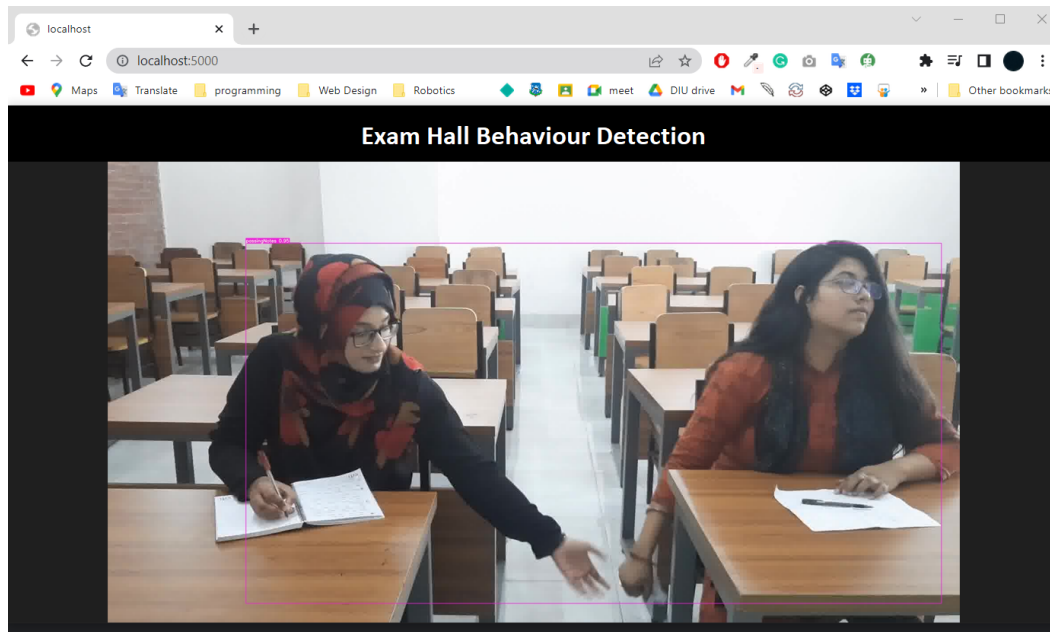 localhost
localhost:5000
Maps
Translate
programming
Web Design
Robotics
meet
DIU drive
»
Other bookmarks
Exam Hall Behaviour Detection